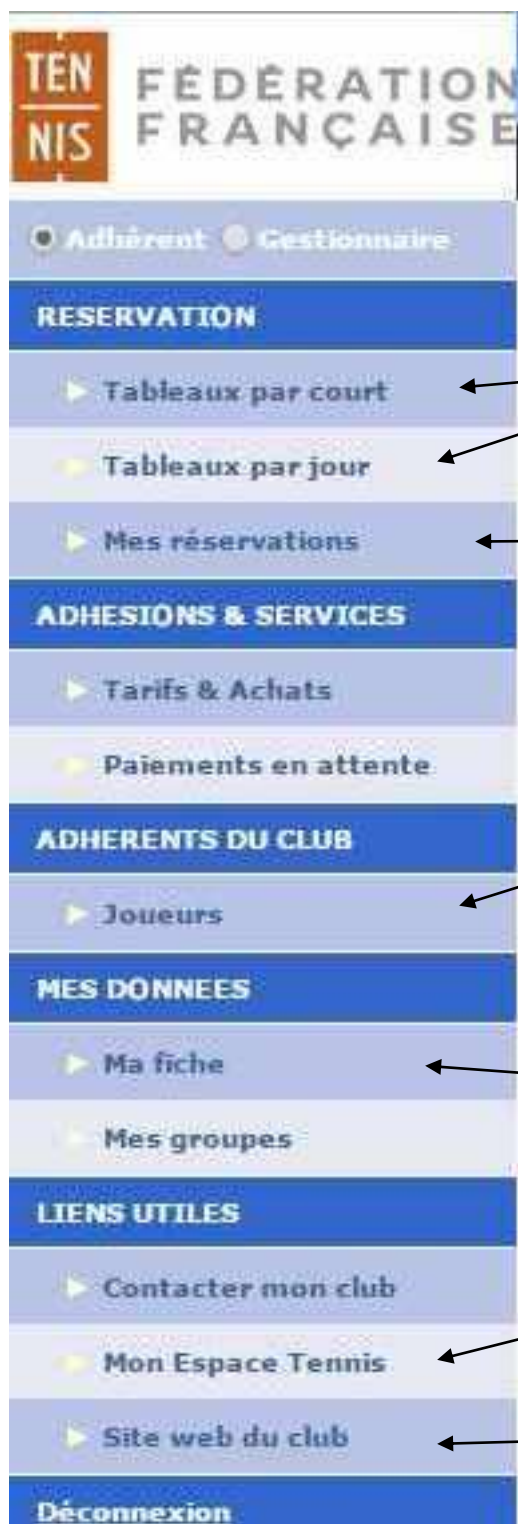 TEN
NIS
FÉDÉRATION
FRANÇAISE
Adhérent Gestionnaire
RESERVATION
Tableaux par court
Tableaux par jour
Mes réservations
ADHESIONS & SERVICES
Tarifs & Achats
Paiements en attente
ADHERENTS DU CLUB
Joueurs
MES DONNEES
Ma fiche
Mes groupes
LIENS UTILES
Contacter mon club
Mon Espace Tennis
Site web du club
Déconnexion